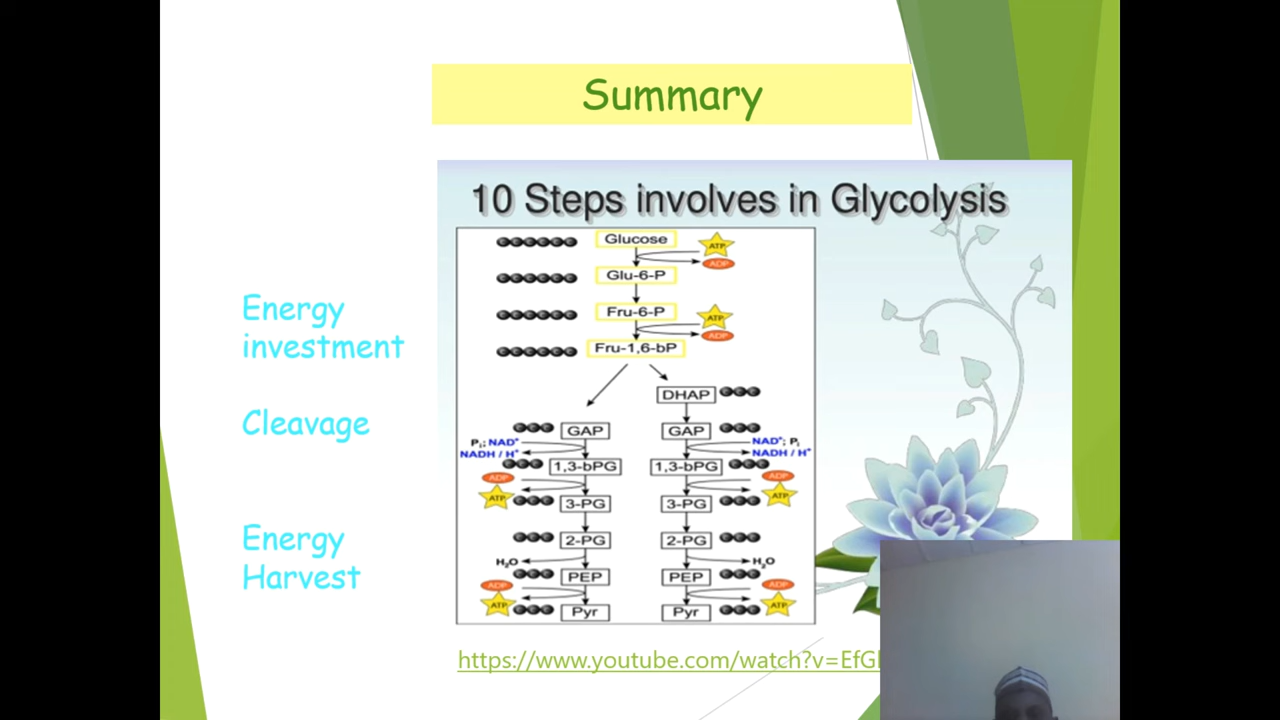 Summary
10 Steps involves in Glycolysis
Glucose
ATP
ADP
Glu-6-P
Energy
investment
Fru-6-P
ATP
ADP
Fru-1,6-bP
DHAP
Cleavage
GAP
GAP
Pi; NAD⁺
NADH / H⁺
NAD⁺; Pi
NADH / H⁺
1,3-bPG
1,3-bPG
ADP
ATP
ADP
ATP
3-PG
3-PG
Energy
Harvest
2-PG
2-PG
H₂O
H₂O
PEP
PEP
ADP
ATP
ADP
ATP
Pyr
Pyr
https://www.youtube.com/watch?v=EfG